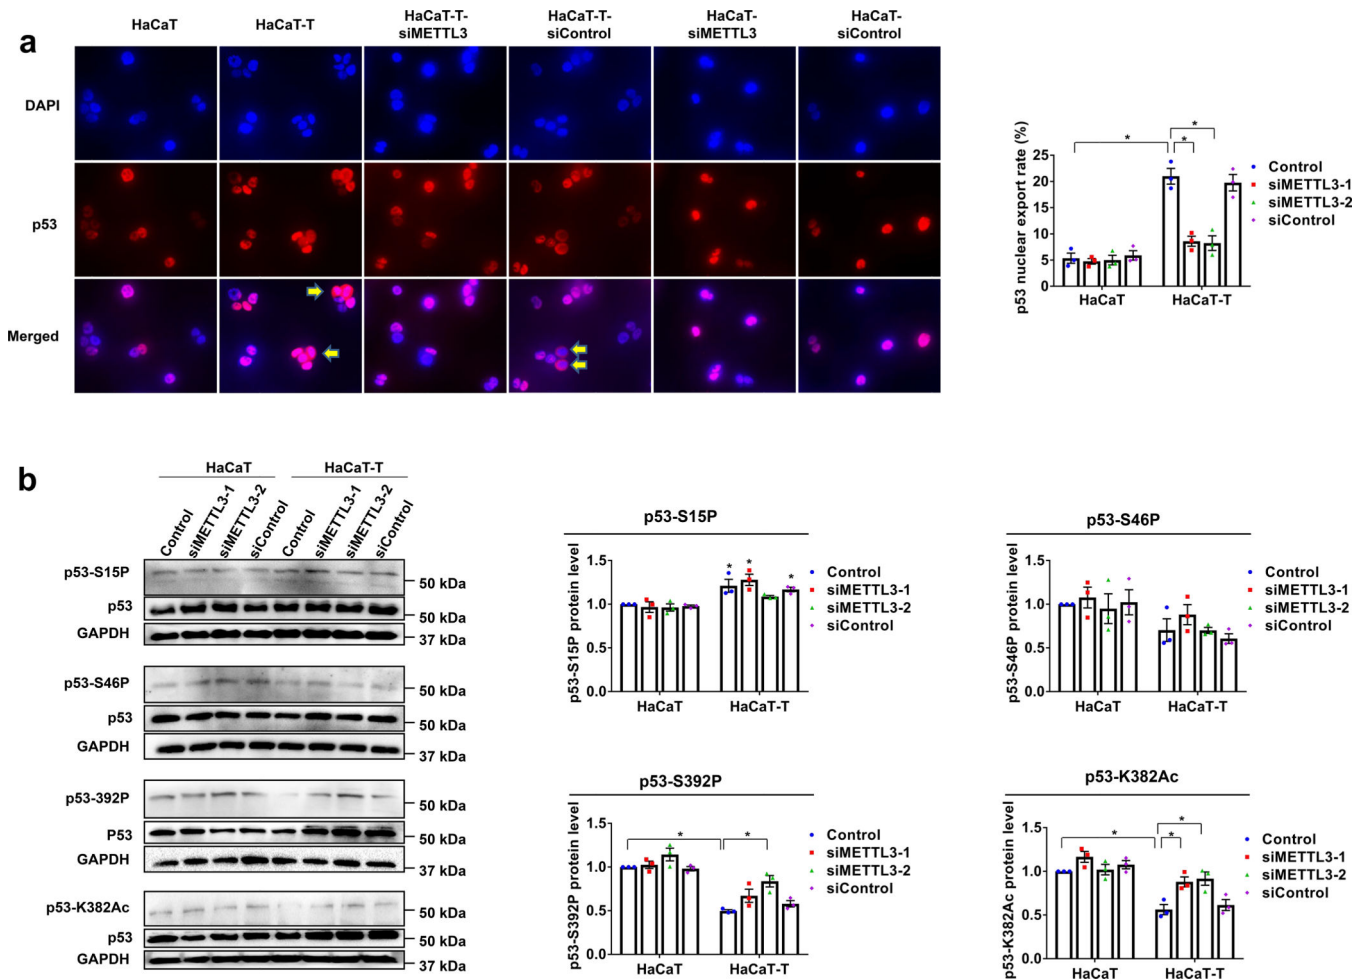 a
HaCaT
HaCaT-T
HaCaT-T-
siMETTL3
HaCaT-T-
siControl
HaCaT-
siMETTL3
HaCaT-
siControl
DAPI
p53
Merged
p53 nuclear export rate (%)
25
20
15
10
5
0
*
*
*
HaCaT
HaCaT-T
Control
siMETTL3-1
siMETTL3-2
siControl
b
HaCaT
HaCaT-T
Control
siMETTL3-1
siMETTL3-2
siControl
Control
siMETTL3-1
siMETTL3-2
siControl
p53-S15P
50 kDa
p53
50 kDa
GAPDH
37 kDa
p53-S46P
50 kDa
p53
50 kDa
GAPDH
37 kDa
p53-392P
50 kDa
P53
50 kDa
GAPDH
37 kDa
p53-K382Ac
50 kDa
p53
50 kDa
GAPDH
37 kDa
p53-S15P
p53-S15P protein level
1.5
1.0
0.5
0.0
*
*
*
HaCaT
HaCaT-T
Control
siMETTL3-1
siMETTL3-2
siControl
p53-S46P
p53-S46P protein level
1.5
1.0
0.5
0.0
HaCaT
HaCaT-T
Control
siMETTL3-1
siMETTL3-2
siControl
p53-S392P
p53-S392P protein level
1.5
1.0
0.5
0.0
*
*
HaCaT
HaCaT-T
Control
siMETTL3-1
siMETTL3-2
siControl
p53-K382Ac
p53-K382Ac protein level
1.5
1.0
0.5
0.0
*
*
*
HaCaT
HaCaT-T
Control
siMETTL3-1
siMETTL3-2
siControl